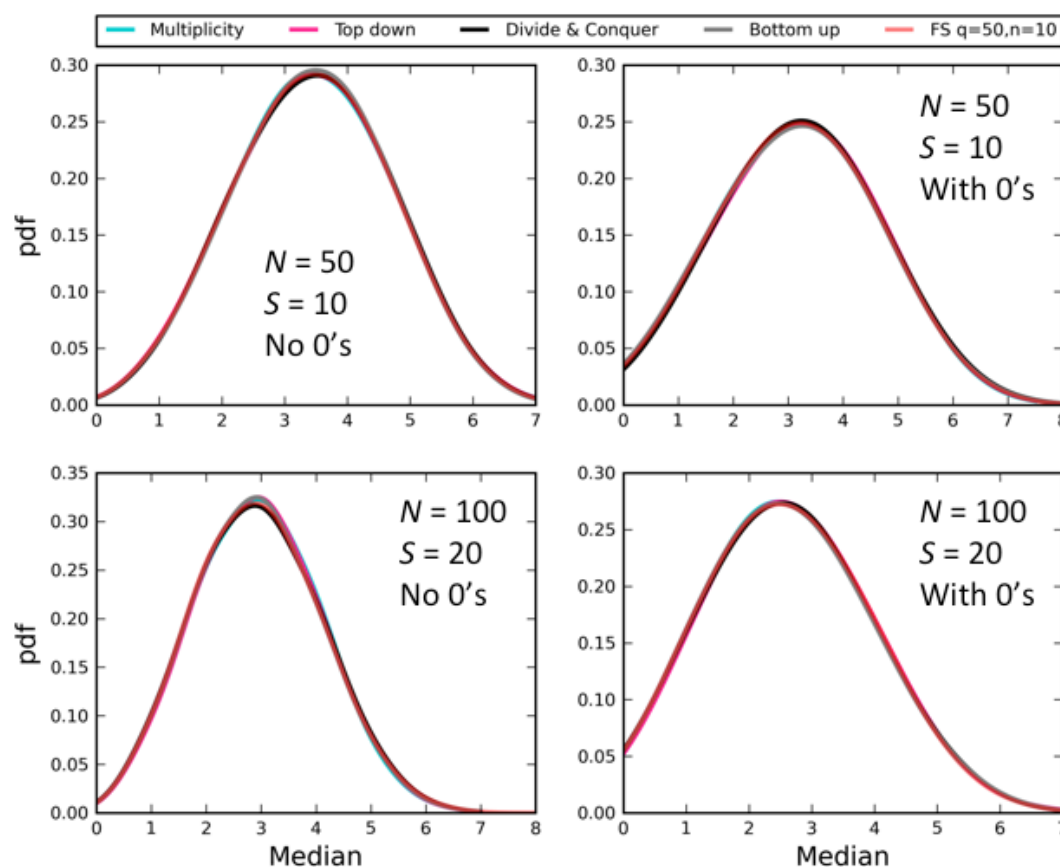 Multiplicity Top down Divide & Conquer Bottom up FS q=50,n=10
0.30
0.25
0.20
0.15
0.10
0.05
0.00
pdf
N = 50
S = 10
No 0's
0 1 2 3 4 5 6 7
0.30
0.25
0.20
0.15
0.10
0.05
0.00
N = 50
S = 10
With 0's
0 1 2 3 4 5 6 7 8
0.35
0.30
0.25
0.20
0.15
0.10
0.05
0.00
pdf
N = 100
S = 20
No 0's
0 1 2 3 4 5 6 7 8
Median
0.30
0.25
0.20
0.15
0.10
0.05
0.00
N = 100
S = 20
With 0's
0 1 2 3 4 5 6 7
Median